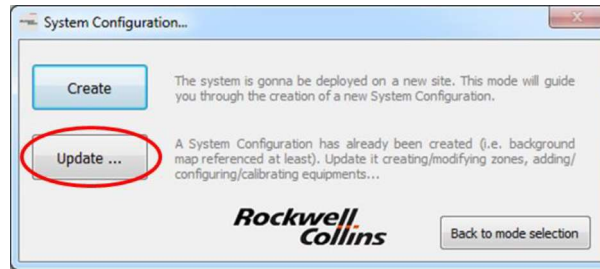 System Configuration...
Create
The system is gonna be deployed on a new site. This mode will guide
you through the creation of a new System Configuration.
Update ...
A System Configuration has already been created (i.e. background
map referenced at least). Update it creating/modifying zones, adding/
configuring/calibrating equipments...
Rockwell
Collins
Back to mode selection